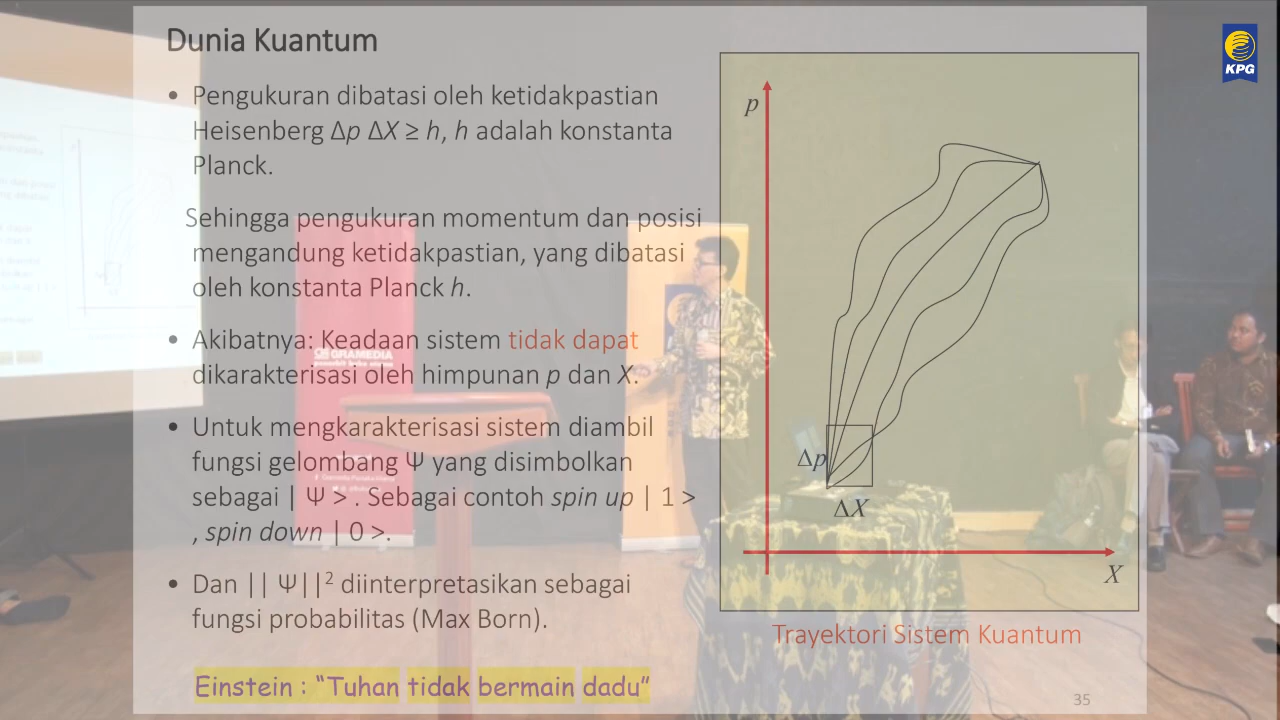 Dunia Kuantum
• Pengukuran dibatasi oleh ketidakpastian
Heisenberg Δp ΔX ≥ h, h adalah konstanta
Planck.
Sehingga pengukuran momentum dan posisi
mengandung ketidakpastian, yang dibatasi
oleh konstanta Planck h.
• Akibatnya: Keadaan sistem tidak dapat
dikarakterisasi oleh himpunan p dan X.
• Untuk mengkarakterisasi sistem diambil
fungsi gelombang Ψ yang disimbolkan
sebagai | Ψ > . Sebagai contoh spin up | 1 >
, spin down | 0 >.
• Dan || Ψ||² diinterpretasikan sebagai
fungsi probabilitas (Max Born).
Einstein : “Tuhan tidak bermain dadu”
p
Δp
ΔX
X
Trayektori Sistem Kuantum
35
KPG
GRAMEDIA